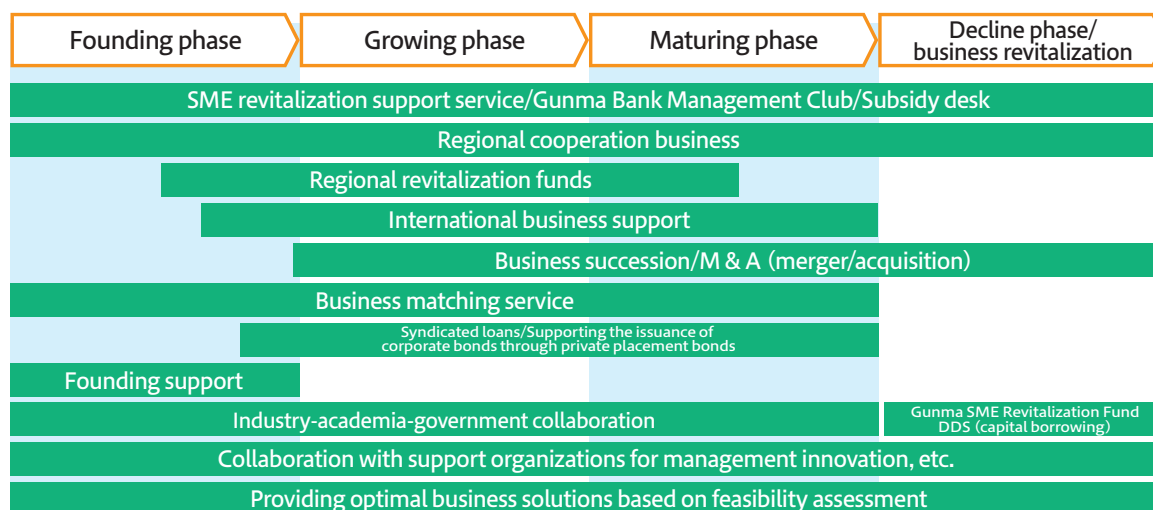 Founding phase
Growing phase
Maturing phase
Decline phase/
business revitalization
SME revitalization support service/Gunma Bank Management Club/Subsidy desk
Regional cooperation business
Regional revitalization funds
International business support
Business succession/M & A (merger/acquisition)
Business matching service
Syndicated loans/Supporting the issuance of
corporate bonds through private placement bonds
Founding support
Industry-academia-government collaboration
Gunma SME Revitalization Fund
DDS (capital borrowing)
Collaboration with support organizations for management innovation, etc.
Providing optimal business solutions based on feasibility assessment